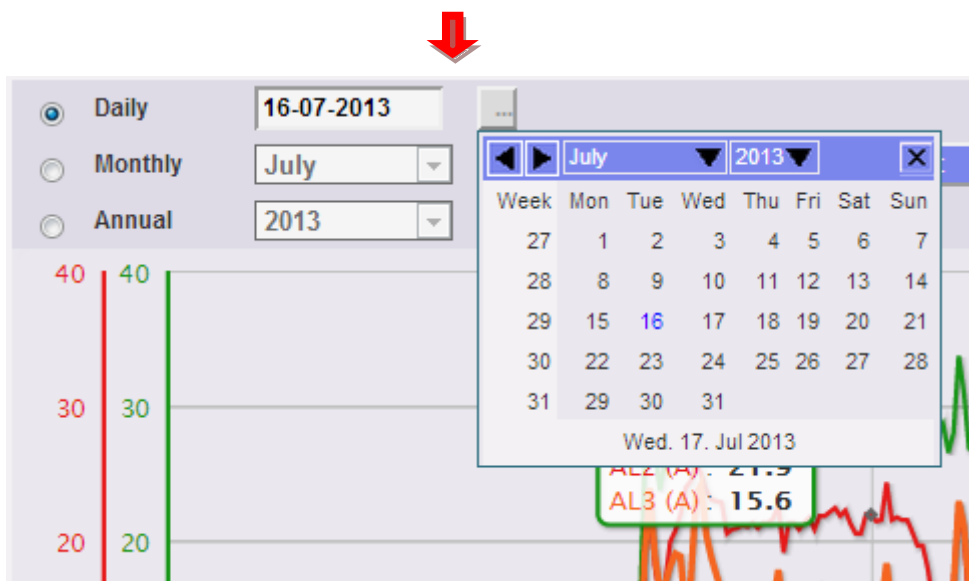 Daily 16-07-2013 ...
Monthly July
Annual 2013
July 2013
Week Mon Tue Wed Thu Fri Sat Sun
27 1 2 3 4 5 6 7
28 8 9 10 11 12 13 14
29 15 16 17 18 19 20 21
30 22 23 24 25 26 27 28
31 29 30 31
Wed. 17. Jul 2013
40 40
30 30
20 20
AL2 (A) : 21.9
AL3 (A) : 15.6